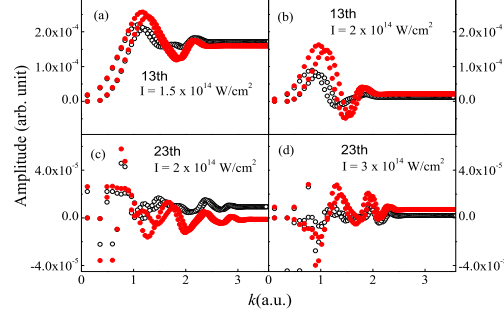 (a)
(b)
13th
I = 2 x 10^14 W/cm^2
2.0x10^-4
2.0x10^-4
1.0x10^-4
1.0x10^-4
13th
I = 1.5 x 10^14 W/cm^2
0.0
0.0
Amplitude (arb. unit)
(c)
23th
I = 2 x 10^14 W/cm^2
(d)
23th
I = 3 x 10^14 W/cm^2
4.0x10^-5
4.0x10^-5
0.0
0.0
-4.0x10^-5
-4.0x10^-5
0 1 2 3 0 1 2 3
k(a.u.)